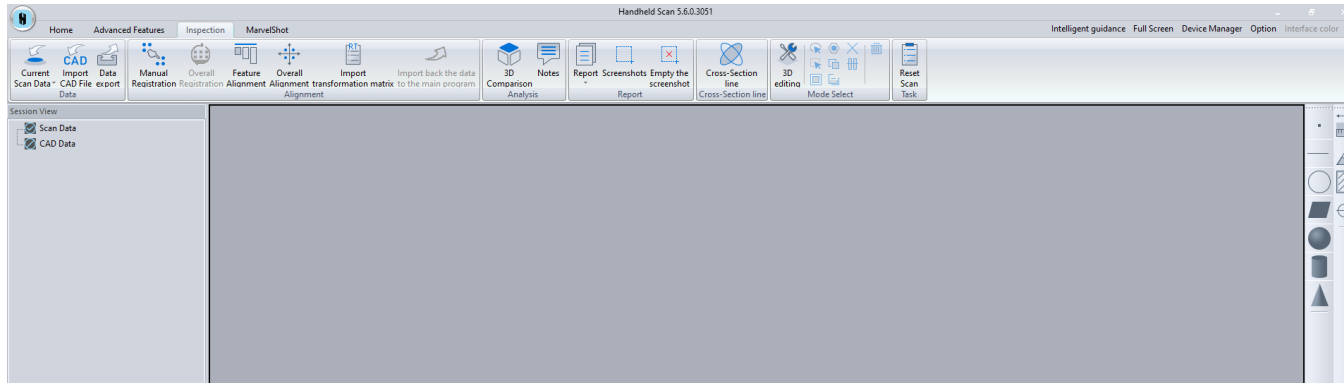 Handheld Scan 5.6.0.3051
Home Advanced Features Inspection MarvelShot
Intelligent guidance Full Screen Device Manager Option Interface color
Current Scan Data
Import CAD File
Data export
Data
Manual Registration
Overall Registration
Feature Alignment
Overall Alignment
RT
Import transformation matrix
Import back the data to the main program
Alignment
3D Comparison
Notes
Analysis
Report
Screenshots
Empty the screenshot
Report
Cross-Section line
Cross-Section line
3D editing
Mode Select
Reset Scan
Task
CAD
Session View
Scan Data
CAD Data